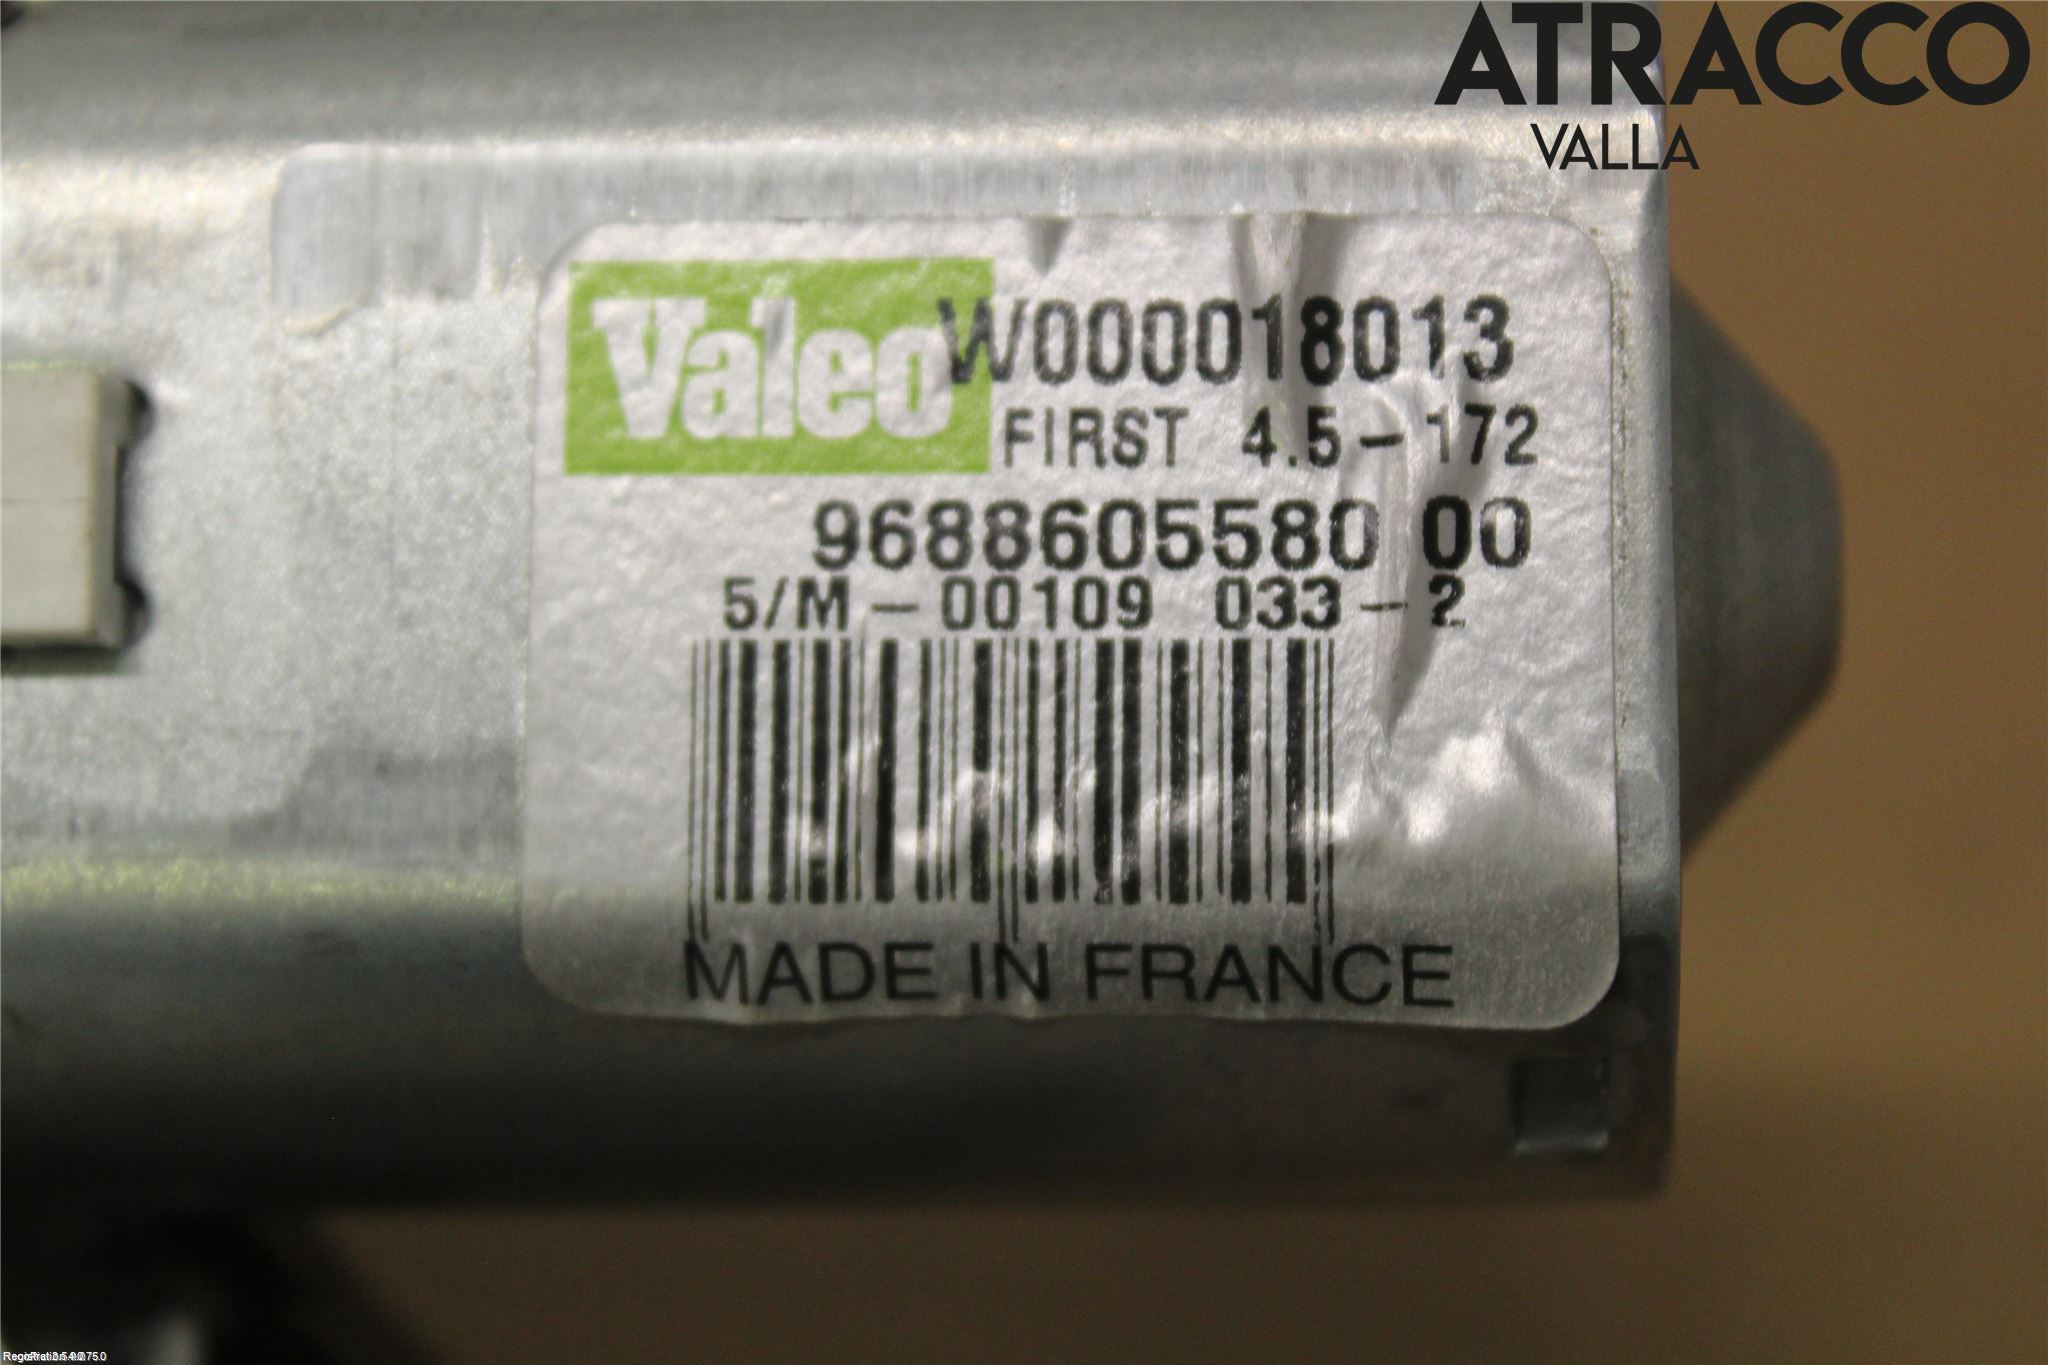 ATRACCO
VALLA
Valeo W000018013
FIRST 4.5-172
9688605580 00
5/M-00109 033-2
MADE IN FRANCE